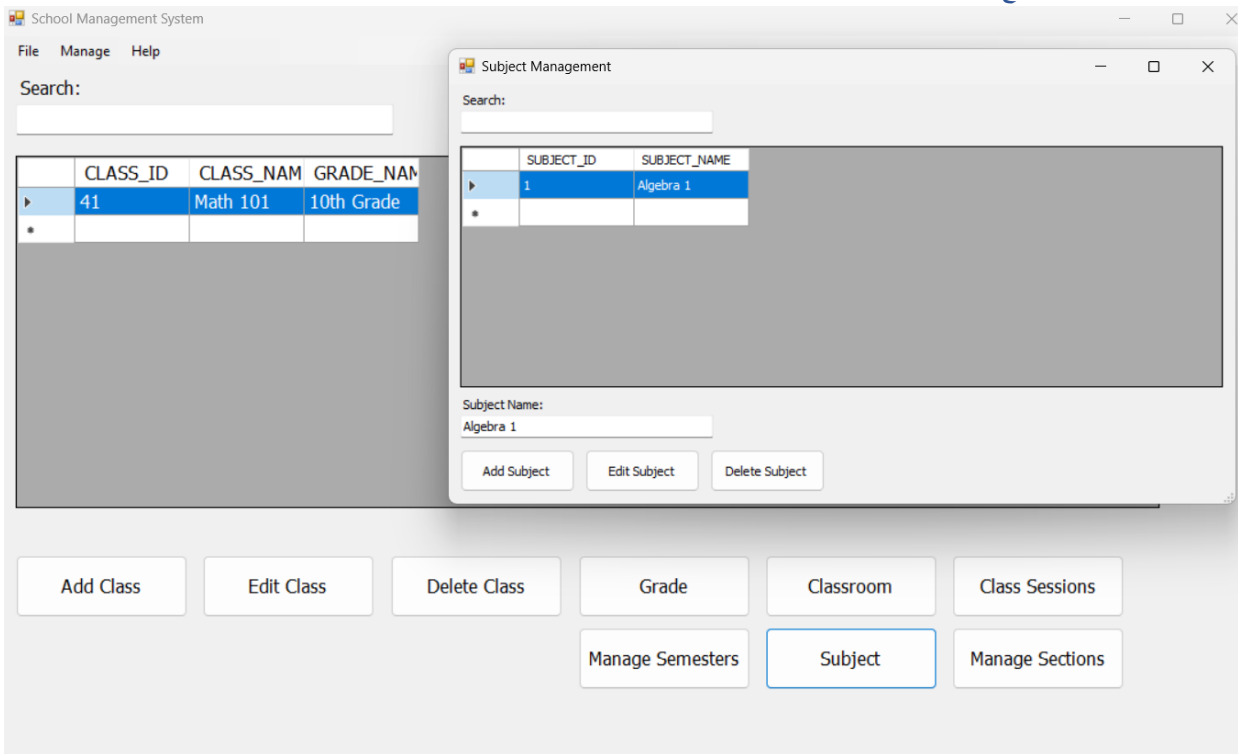 School Management System
File Manage Help
Search:
CLASS_ID CLASS_NAM GRADE_NAM
41 Math 101 10th Grade
Subject Management
Search:
SUBJECT_ID SUBJECT_NAME
1 Algebra 1
Subject Name:
Algebra 1
Add Subject Edit Subject Delete Subject
Add Class Edit Class Delete Class Grade Classroom Class Sessions
Manage Semesters Subject Manage Sections